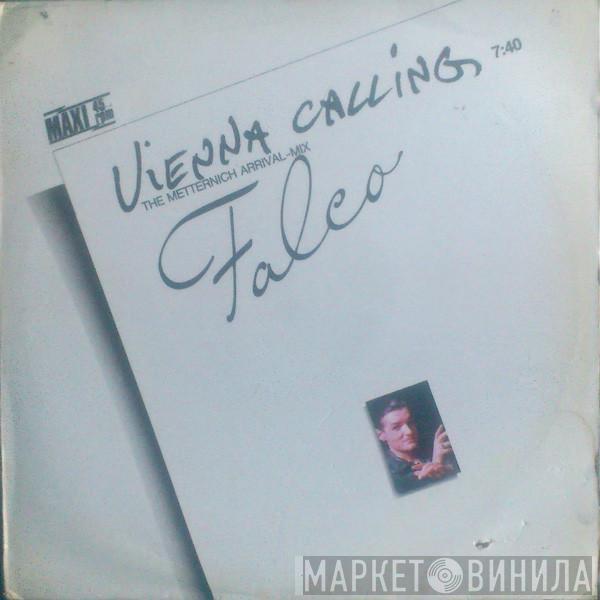 MAXI 45 rpm
VIENNA CALLING 7:40
THE METTERNICH ARRIVAL-MIX
Falco
МАРКЕТ ВИНИЛА